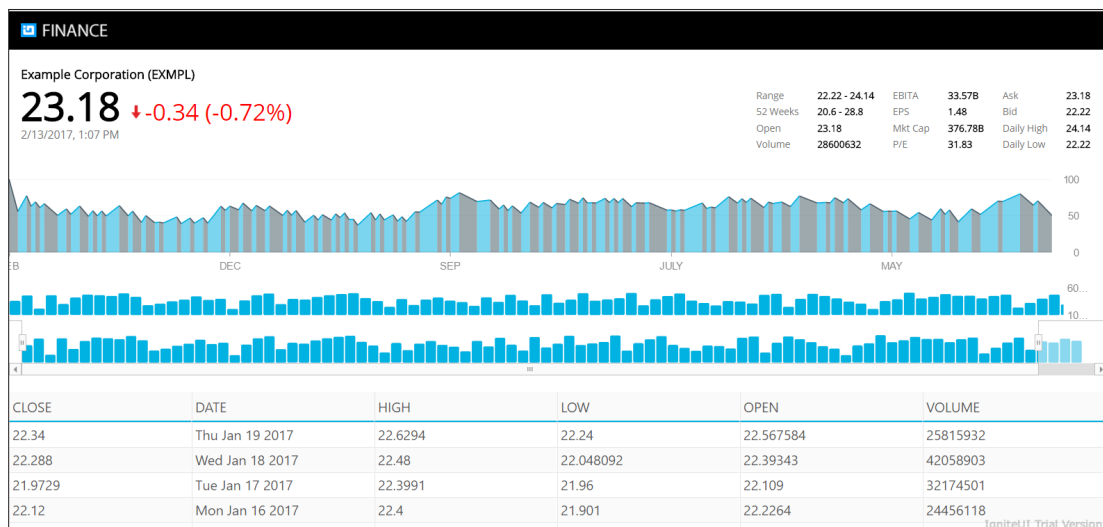 FINANCE
Example Corporation (EXMPL)
23.18 -0.34 (-0.72%)
2/13/2017, 1:07 PM
Range 22.22 - 24.14 EBITA 33.57B Ask 23.18
52 Weeks 20.6 - 28.8 EPS 1.48 Bid 22.22
Open 23.18 Mkt Cap 376.78B Daily High 24.14
Volume 28600632 P/E 31.83 Daily Low 22.22
100
50
0
EB DEC SEP JULY MAY
60...
10...
CLOSE DATE HIGH LOW OPEN VOLUME
22.34 Thu Jan 19 2017 22.6294 22.24 22.567584 25815932
22.288 Wed Jan 18 2017 22.48 22.048092 22.39343 42058903
21.9729 Tue Jan 17 2017 22.3991 21.96 22.109 32174501
22.12 Mon Jan 16 2017 22.4 21.901 22.2264 24456118
IgniteUI Trial Version